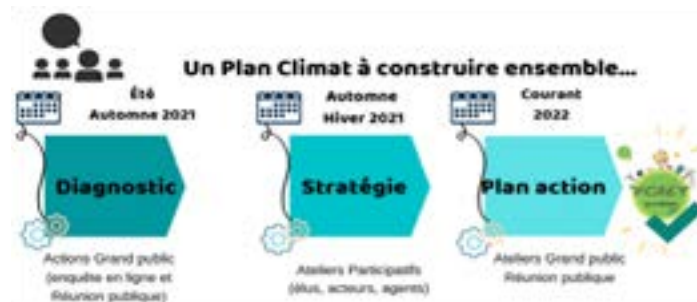 Un Plan Climat à construire ensemble...
Été
Automne 2021
Automne
Hiver 2021
Courant
2022
Diagnostic
Stratégie
Plan action
Actions Grand public
(enquête en ligne et
Réunion publique)
Ateliers Participatifs
(élus, acteurs, agents)
Ateliers Grand public
Réunion publique